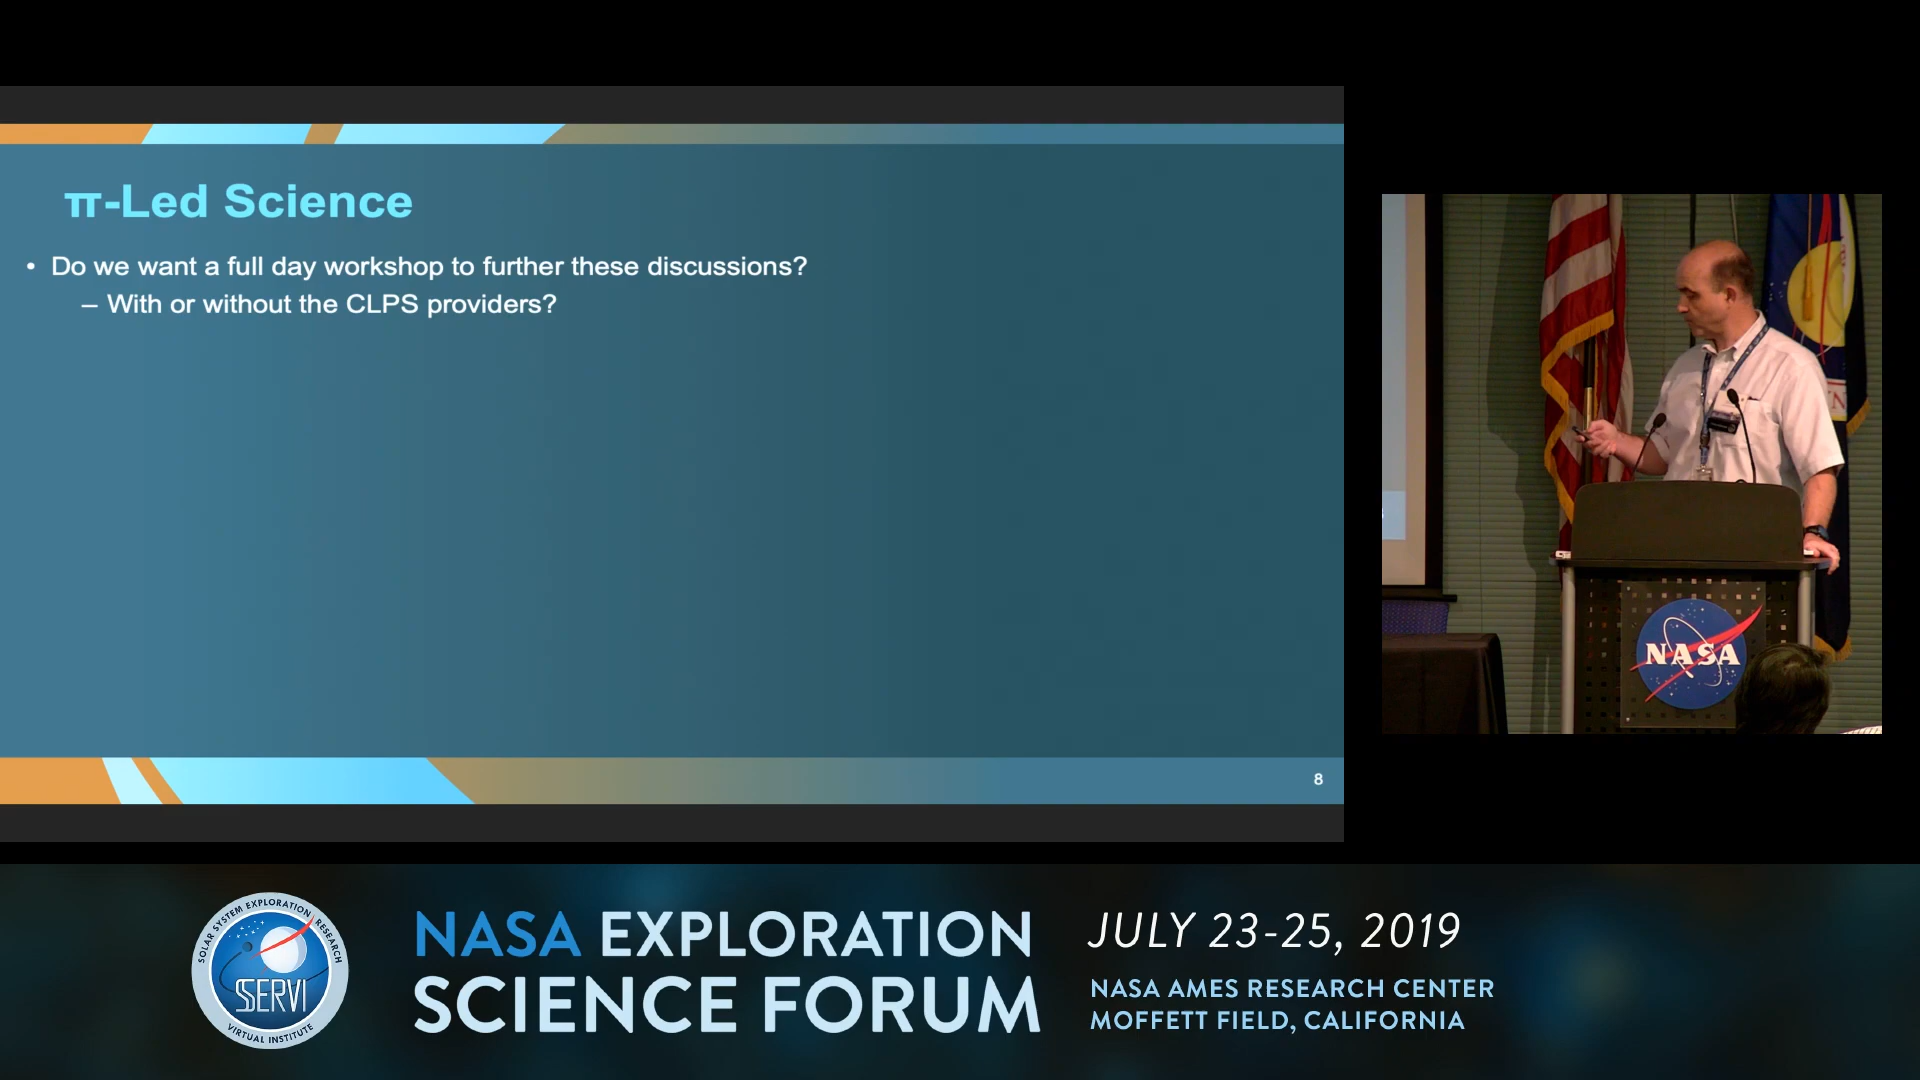 π-Led Science
• Do we want a full day workshop to further these discussions?
– With or without the CLPS providers?
8
NASA
SOLAR SYSTEM EXPLORATION RESEARCH
SSERVI
VIRTUAL INSTITUTE
NASA EXPLORATION
SCIENCE FORUM
JULY 23-25, 2019
NASA AMES RESEARCH CENTER
MOFFETT FIELD, CALIFORNIA